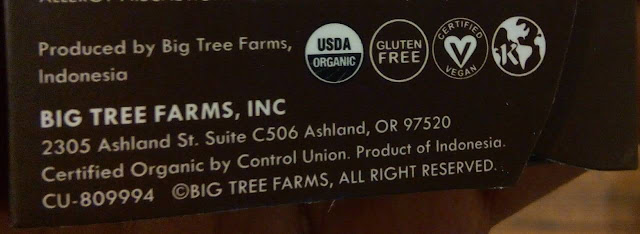 Produced by Big Tree Farms,
Indonesia
USDA
ORGANIC
GLUTEN
FREE
CERTIFIED
V
VEGAN
K
BIG TREE FARMS, INC
2305 Ashland St. Suite C506 Ashland, OR 97520
Certified Organic by Control Union. Product of Indonesia.
CU-809994 ©BIG TREE FARMS, ALL RIGHT RESERVED.